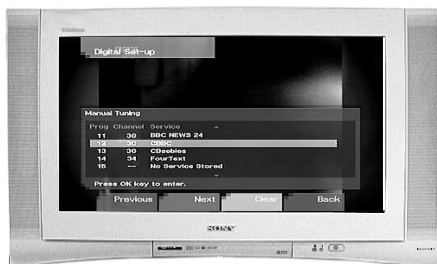 Digital Set-up
Manual Tuning
Prog Channel Service
11 30 BBC NEWS 24
12 30 CBBC
13 30 CBeebies
14 34 FourText
15 -- No Service Stored
Press OK key to enter.
Previous Next Clear Back
SONY